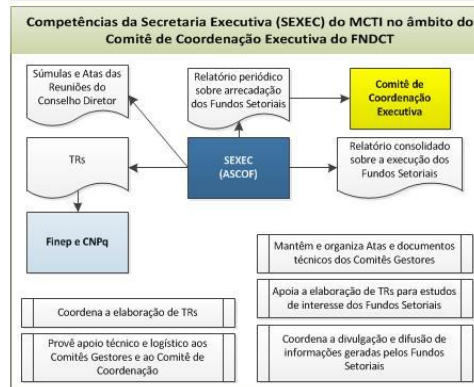 Competências da Secretaria Executiva (SEXEC) do MCTI no âmbito do
Comitê de Coordenação Executiva do FNDCT
Súmulas e Atas das
Reuniões do
Conselho Diretor
Relatório periódico
sobre arrecadação
dos Fundos Setoriais
Comitê de
Coordenação
Executiva
TRs
SEXEC
(ASCOF)
Relatório consolidado
sobre a execução dos
Fundos Setoriais
Finep e CNPq
Mantêm e organiza Atas e documentos
técnicos dos Comitês Gestores
Coordena a elaboração de TRs
Apoia a elaboração de TRs para estudos
de interesse dos Fundos Setoriais
Provê apoio técnico e logístico aos
Comitês Gestores e ao Comitê de
Coordenação
Coordena a divulgação e difusão de
informações geradas pelos Fundos
Setoriais